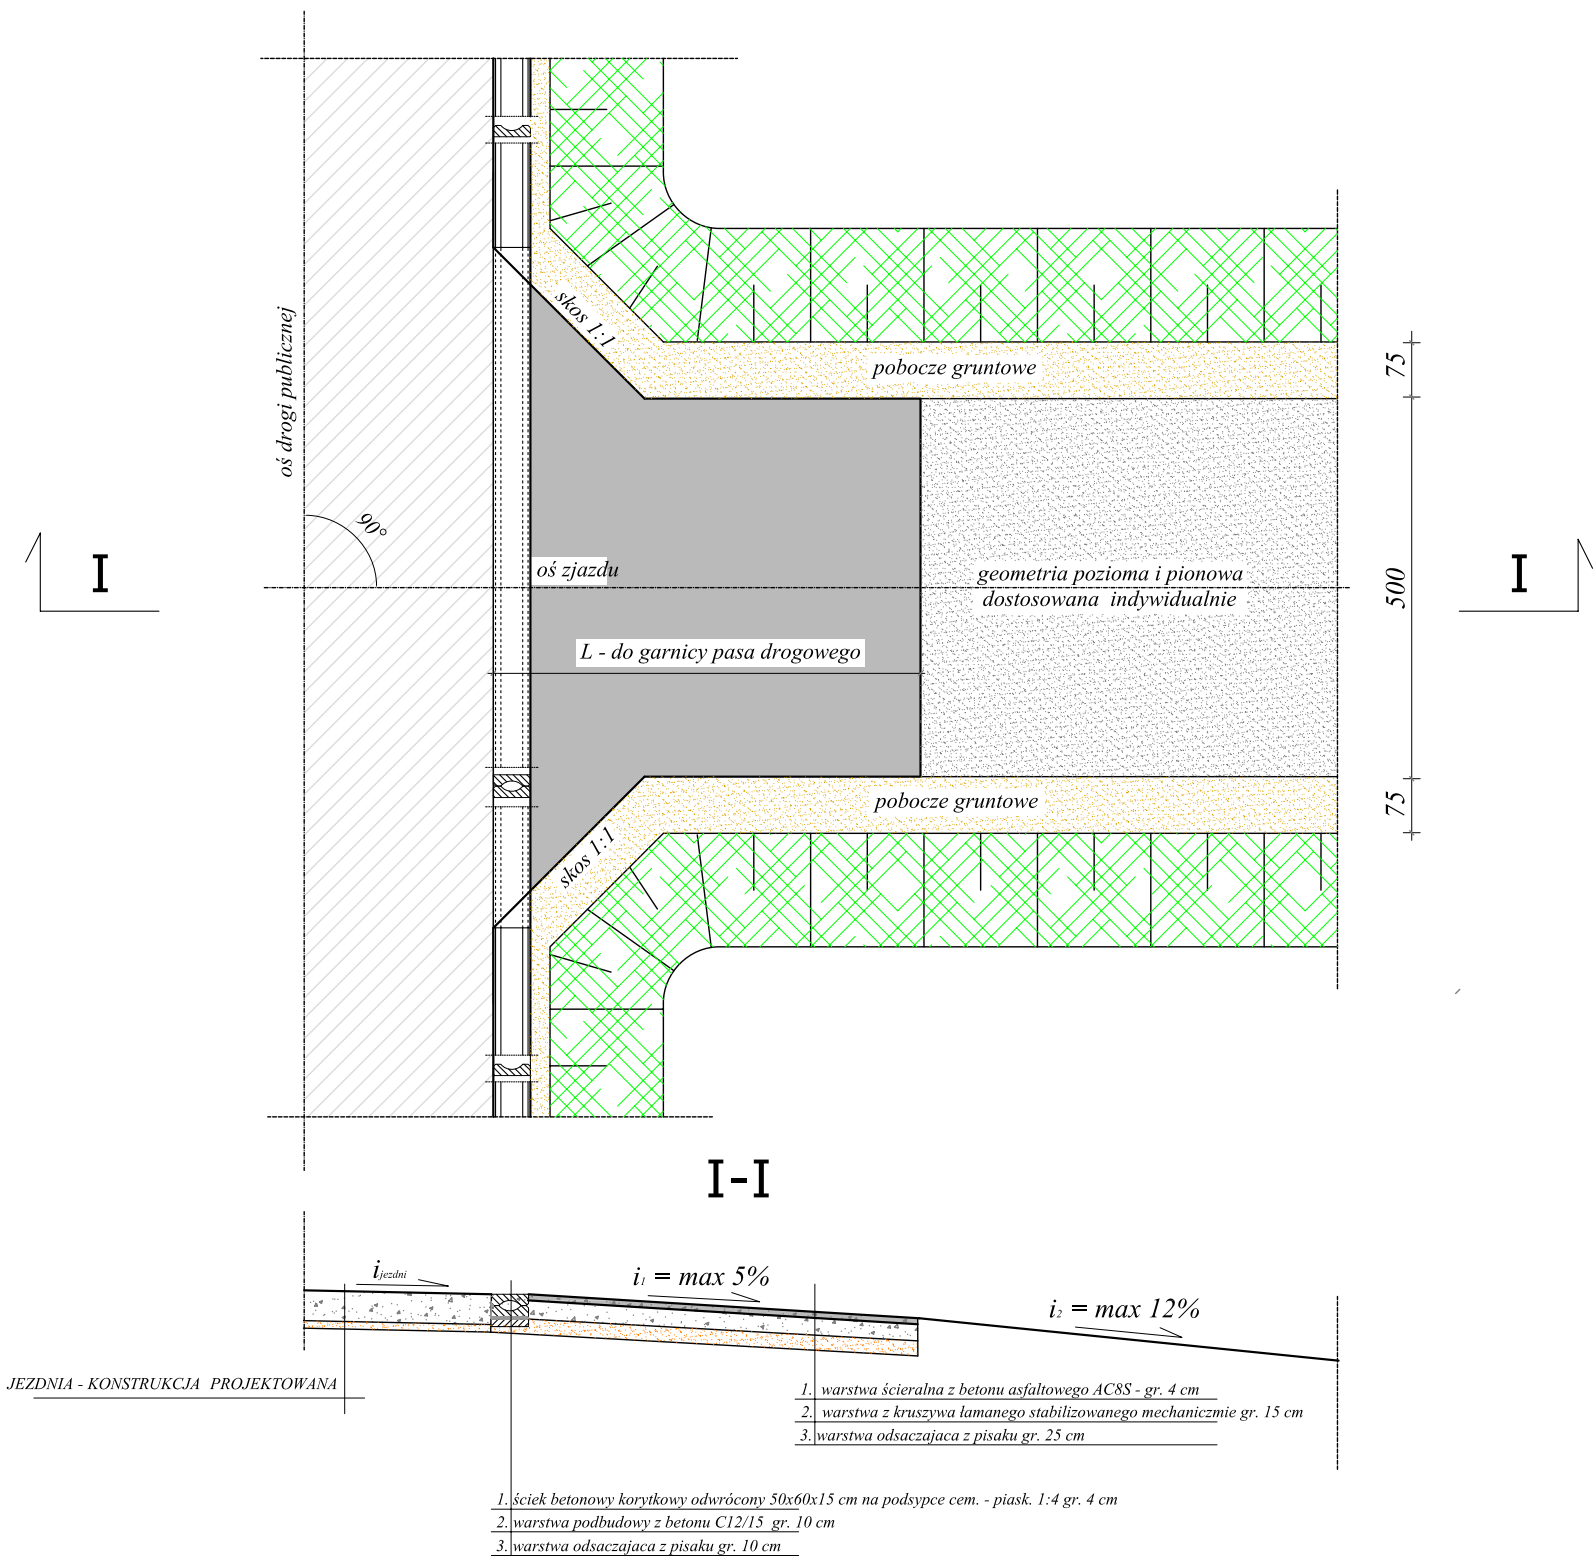 skos 1:1
oś drogi publicznej
pobocze gruntowe
75
90°
I
I
oś zjazdu
geometria pozioma i pionowa
dostosowana indywidualnie
500
L - do garnicy pasa drogowego
pobocze gruntowe
75
skos 1:1
I-I
i jezdni
i1 = max 5%
i2 = max 12%
JEZDNIA - KONSTRUKCJA PROJEKTOWANA
1. warstwa ścieralna z betonu asfaltowego AC8S - gr. 4 cm
2. warstwa z kruszywa łamanego stabilizowanego mechanicznie gr. 15 cm
3. warstwa odsaczajaca z pisaku gr. 25 cm
1. ściek betonowy korytkowy odwrócony 50x60x15 cm na podsypce cem. - piask. 1:4 gr. 4 cm
2. warstwa podbudowy z betonu C12/15 gr. 10 cm
3. warstwa odsaczajaca z pisaku gr. 10 cm